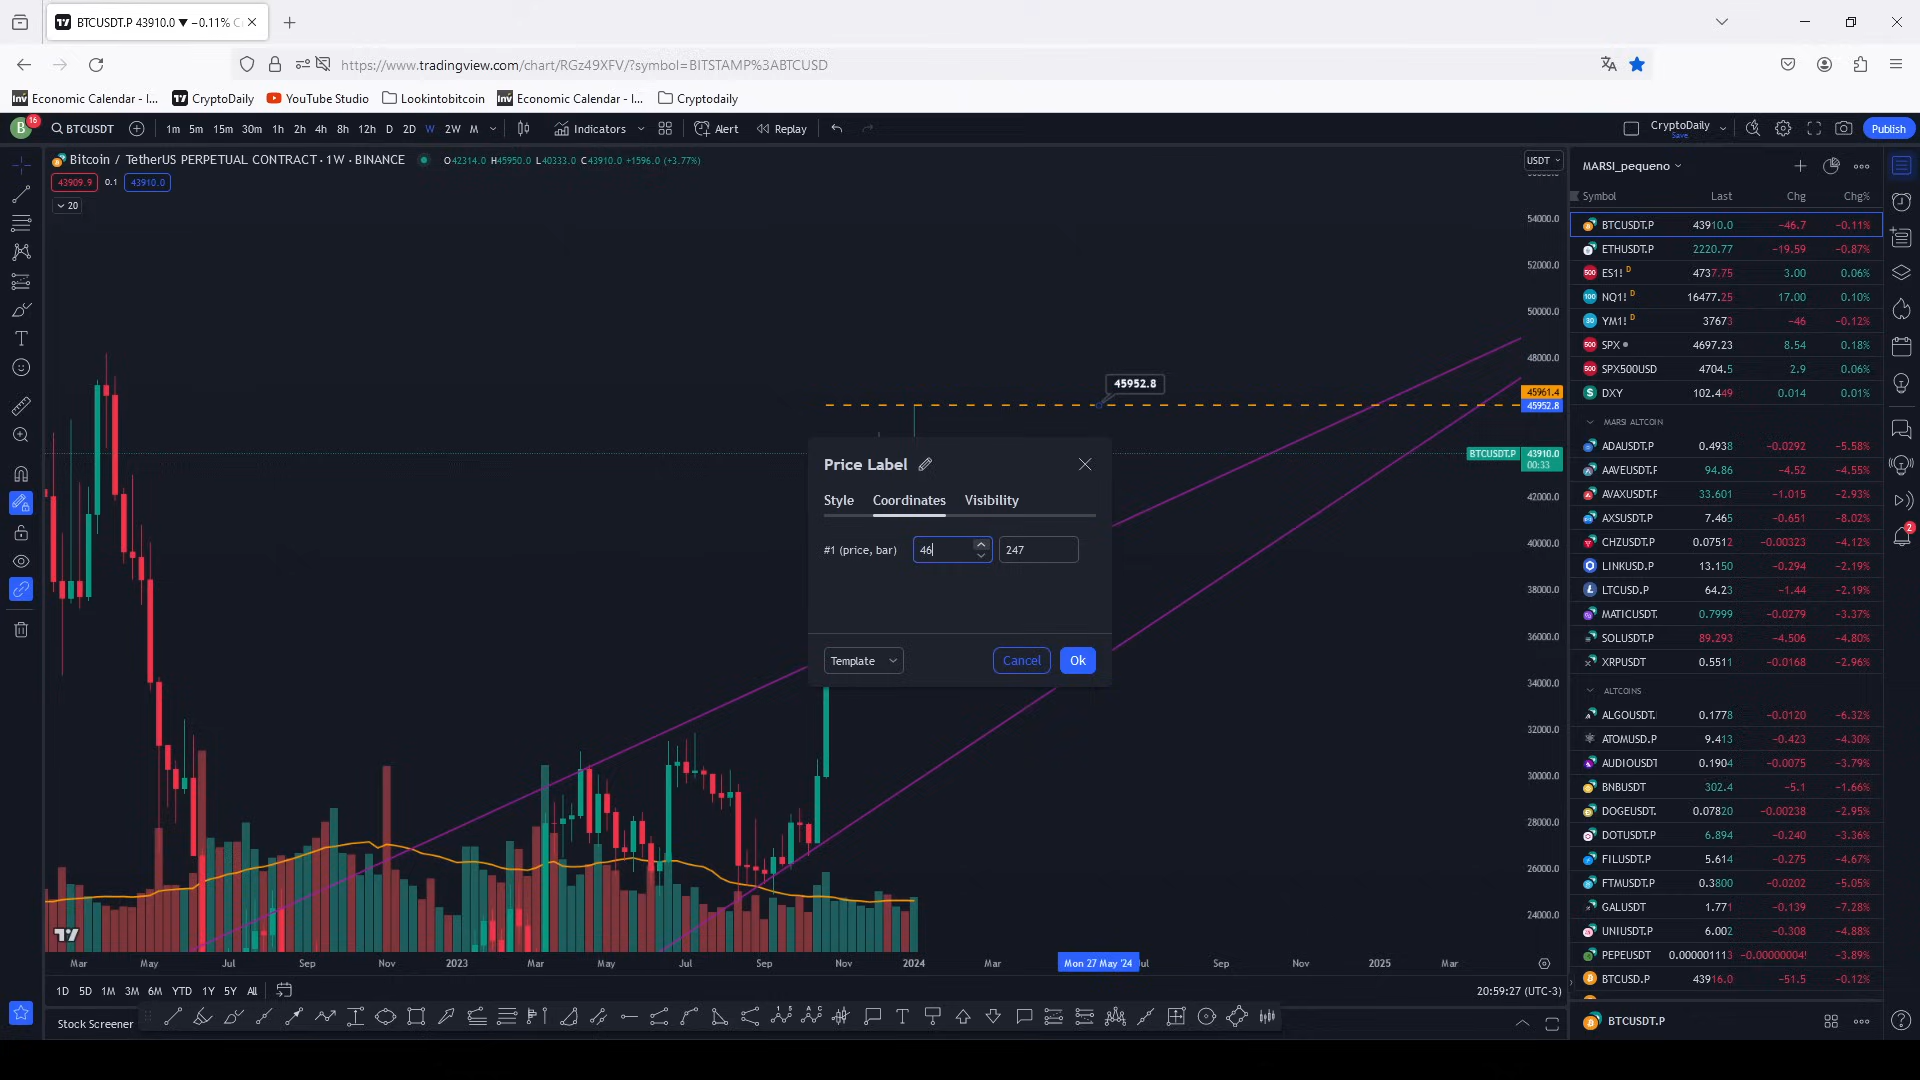 BTCUSDT.P 43910.0 ▼ −0.11% C
https://www.tradingview.com/chart/RGz49XFV/?symbol=BITSTAMP%3ABTCUSD
Economic Calendar - I... CryptoDaily YouTube Studio Lookintobitcoin Economic Calendar - I... Cryptodaily
B 16 BTCUSDT 1m 5m 15m 30m 1h 2h 4h 8h 12h D 2D W 2W M Indicators Alert Replay CryptoDaily Save Publish
Bitcoin / TetherUS PERPETUAL CONTRACT · 1W · BINANCE O42314.0 H45950.0 L40333.0 C43910.0 +1596.0 (+3.77%) USDT
43909.9 0.1 43910.0
20
54000.0
52000.0
50000.0
48000.0
45961.4
45952.8
45952.8
BTCUSDT.P 43910.0
00:33
42000.0
40000.0
38000.0
36000.0
34000.0
32000.0
30000.0
28000.0
26000.0
24000.0
Price Label
Style Coordinates Visibility
#1 (price, bar) 46 247
Template Cancel Ok
Mar May Jul Sep Nov 2023 Mar May Jul Sep Nov 2024 Mar Mon 27 May '24 Jul Sep Nov 2025 Mar
1D 5D 1M 3M 6M YTD 1Y 5Y All 20:59:27 (UTC-3)
Stock Screener
MARSI_pequeno
Symbol Last Chg Chg%
BTCUSDT.P 43910.0 −46.7 −0.11%
ETHUSDT.P 2220.77 −19.59 −0.87%
ES1! D 4737.75 3.00 0.06%
NQ1! D 16477.25 17.00 0.10%
YM1! D 37673 −46 −0.12%
SPX 4697.23 8.54 0.18%
SPX500USD 4704.5 2.9 0.06%
DXY 102.449 0.014 0.01%
MARSI ALTCOIN
ADAUSDT.P 0.4938 −0.0292 −5.58%
AAVEUSDT.F 94.86 −4.52 −4.55%
AVAXUSDT.F 33.601 −1.015 −2.93%
AXSUSDT.P 7.465 −0.651 −8.02%
CHZUSDT.P 0.07512 −0.00323 −4.12%
LINKUSD.P 13.150 −0.294 −2.19%
LTCUSD.P 64.23 −1.44 −2.19%
MATICUSDT. 0.7999 −0.0279 −3.37%
SOLUSDT.P 89.293 −4.506 −4.80%
XRPUSDT 0.5511 −0.0168 −2.96%
ALTCOINS
ALGOUSDT. 0.1778 −0.0120 −6.32%
ATOMUSD.P 9.413 −0.423 −4.30%
AUDIOUSDT 0.1904 −0.0075 −3.79%
BNBUSDT 302.4 −5.1 −1.66%
DOGEUSDT. 0.07820 −0.00238 −2.95%
DOTUSDT.P 6.894 −0.240 −3.36%
FILUSDT.P 5.614 −0.275 −4.67%
FTMUSDT.P 0.3800 −0.0202 −5.05%
GALUSDT 1.771 −0.139 −7.28%
UNIUSDT.P 6.002 −0.308 −4.88%
PEPEUSDT 0.000001113 −0.00000004 −3.89%
BTCUSD.P 43916.0 −51.5 −0.12%
BTCUSDT.P
2